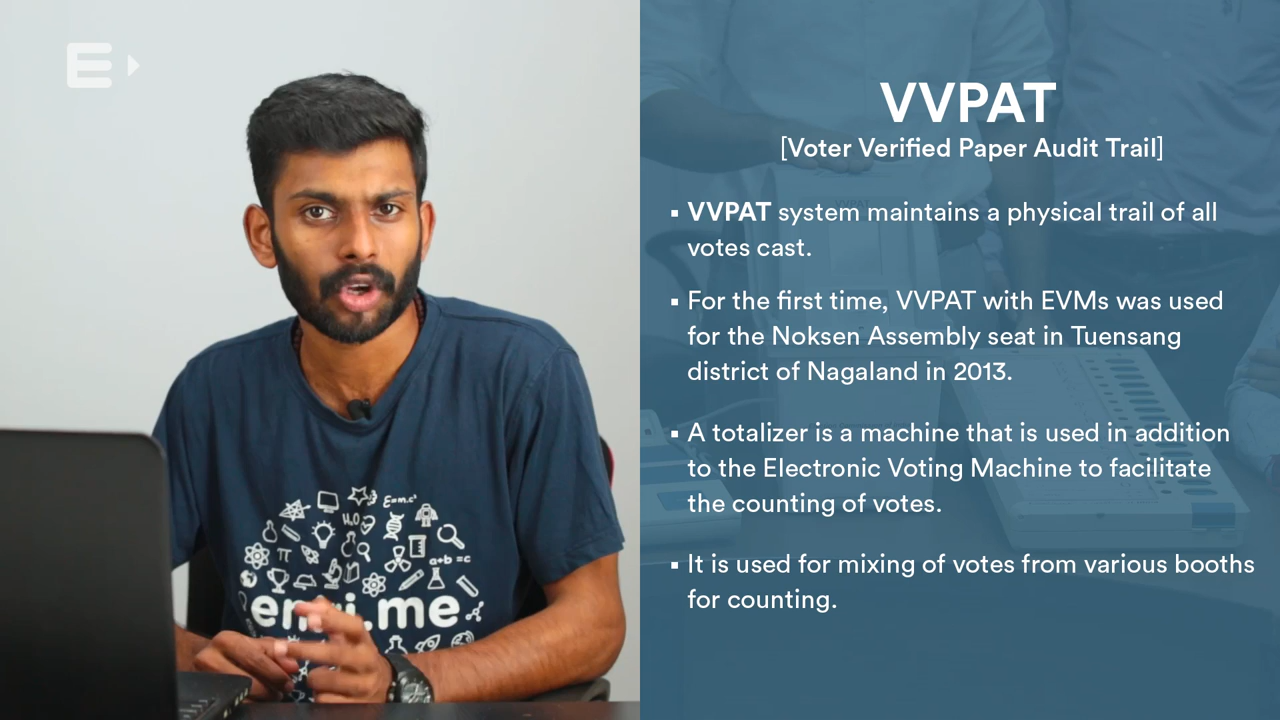 E
VVPAT
[Voter Verified Paper Audit Trail]
▪ VVPAT system maintains a physical trail of all
votes cast.
▪ For the first time, VVPAT with EVMs was used
for the Noksen Assembly seat in Tuensang
district of Nagaland in 2013.
▪ A totalizer is a machine that is used in addition
to the Electronic Voting Machine to facilitate
the counting of votes.
▪ It is used for mixing of votes from various booths
for counting.
E=mc²
H₂O
π
a+b=c
.me